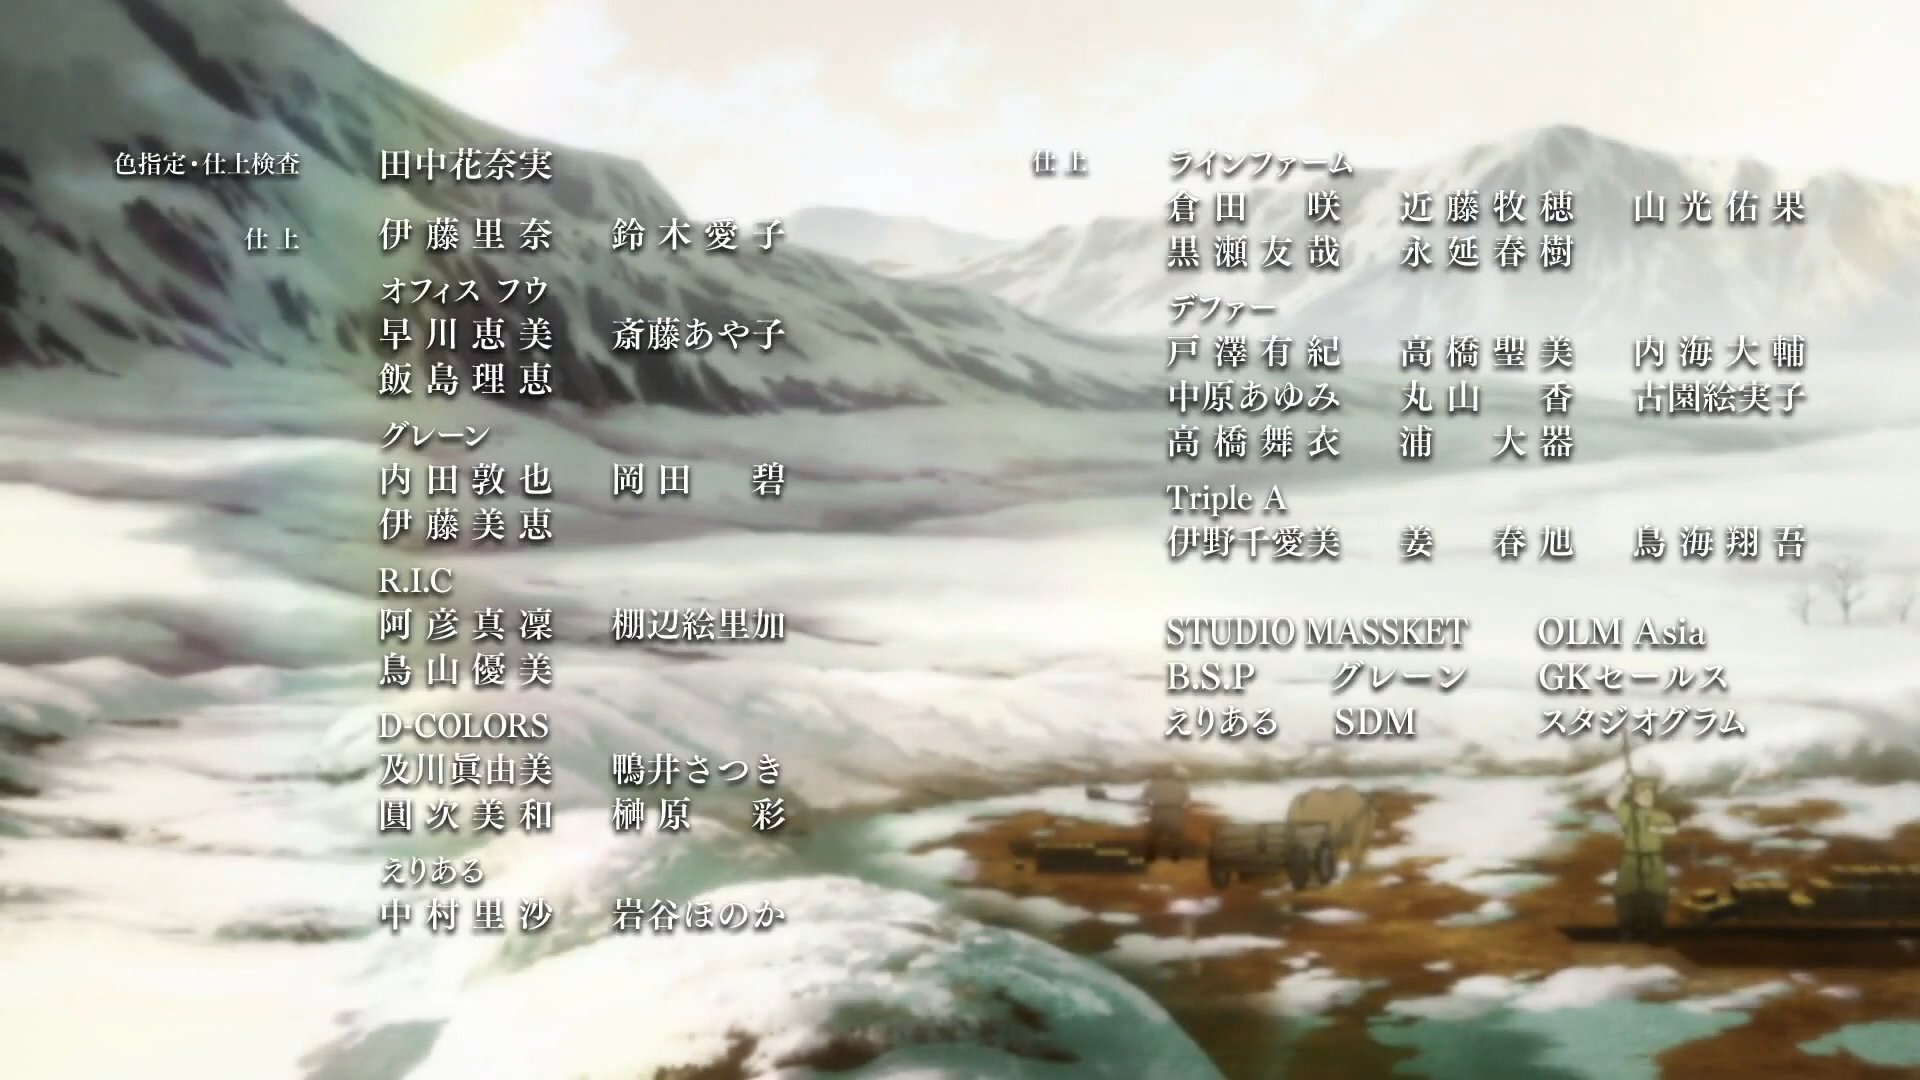 色指定・仕上検査 田中花奈実
仕上 伊藤里奈 鈴木愛子
オフィス フウ
早川恵美 斎藤あや子
飯島理恵
グレーン
内田敦也 岡田 碧
伊藤美恵
R.I.C
阿彦真凜 棚辺絵里加
鳥山優美
D-COLORS
及川眞由美 鴨井さつき
圓次美和 榊原 彩
えりある
中村里沙 岩谷ほのか
仕上 ラインファーム
倉田 咲 近藤牧穂 山光佑果
黒瀬友哉 永延春樹
デファー
戸澤有紀 高橋聖美 内海大輔
中原あゆみ 丸山 香 古園絵実子
高橋舞衣 浦 大器
Triple A
伊野千愛美 姜 春旭 鳥海翔吾
STUDIO MASSKET OLM Asia
B.S.P グレーン GKセールス
えりある SDM スタジオグラム